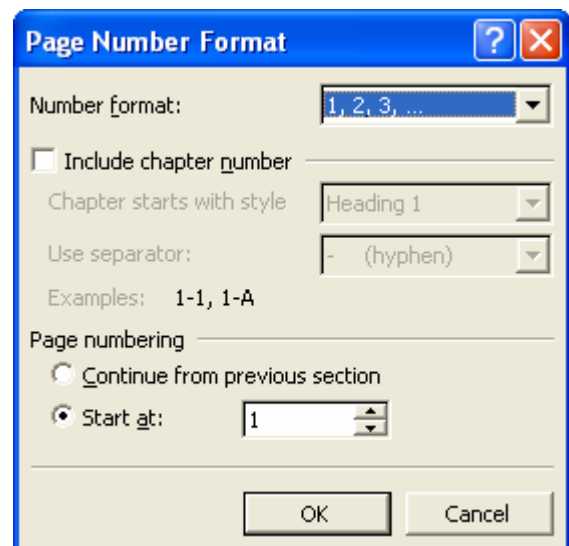 Page Number Format
Number format: 1, 2, 3, ...
Include chapter number
Chapter starts with style Heading 1
Use separator: - (hyphen)
Examples: 1-1, 1-A
Page numbering
Continue from previous section
Start at: 1
OK Cancel